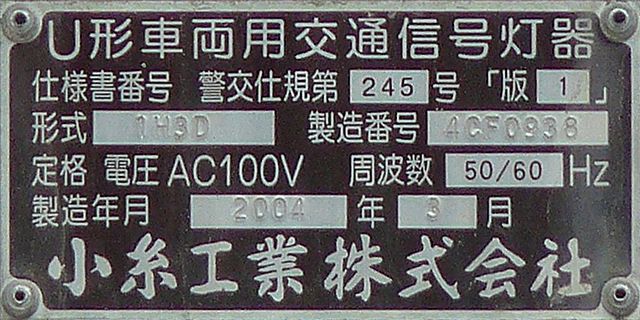 U形車両用交通信号灯器
仕様書番号 警交仕規第 245 号 「版 1 」
形式 1H3D 製造番号 4CF0938
定格 電圧 AC100V 周波数 50/60 Hz
製造年月 2004 年 3 月
小糸工業株式会社